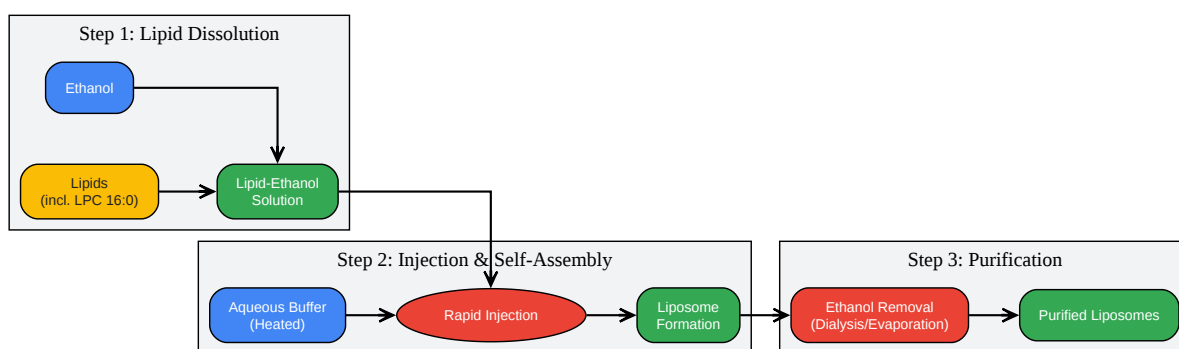 Step 1: Lipid Dissolution
Ethanol
Lipids
(incl. LPC 16:0)
Lipid-Ethanol
Solution
Step 2: Injection & Self-Assembly
Aqueous Buffer
(Heated)
Rapid Injection
Liposome
Formation
Step 3: Purification
Ethanol Removal
(Dialysis/Evaporation)
Purified Liposomes